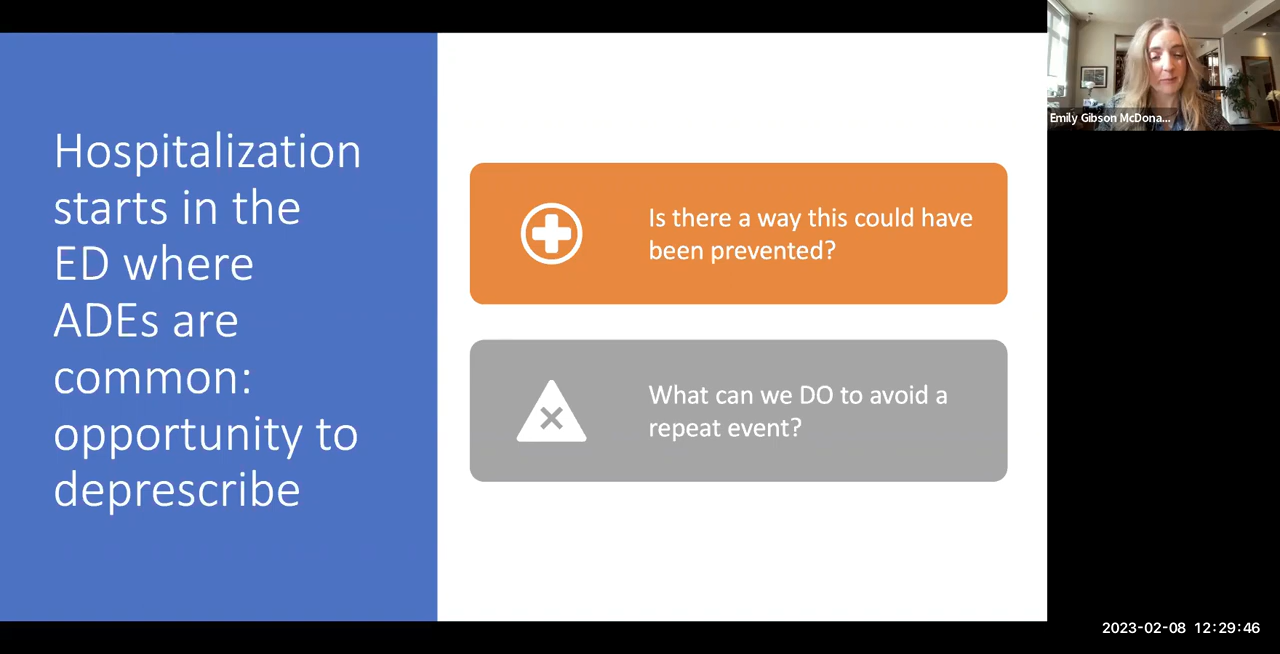 Hospitalization
starts in the
ED where
ADEs are
common:
opportunity to
deprescribe
Is there a way this could have
been prevented?
What can we DO to avoid a
repeat event?
Emily Gibson McDona...
2023-02-08 12:29:46